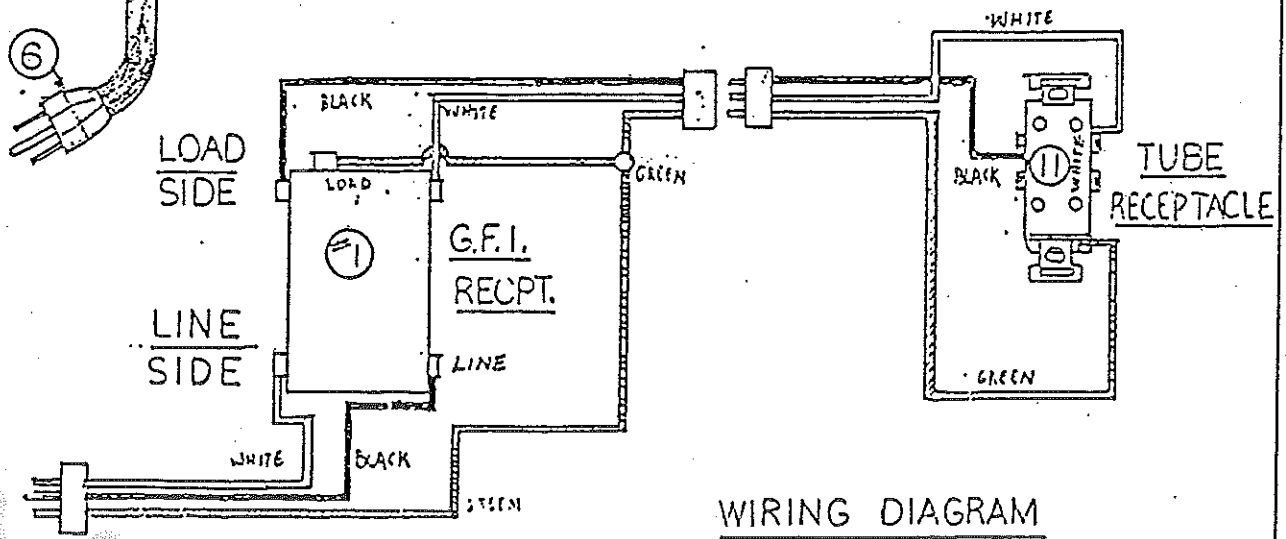 6
WHITE
BLACK
WHITE
LOAD
SIDE
LOAD
GREEN
BLACK
11
WHITE
TUBE
RECEPTACLE
1
G.F.I.
RECPT.
LINE
SIDE
LINE
GREEN
WHITE
BLACK
WIRING DIAGRAM